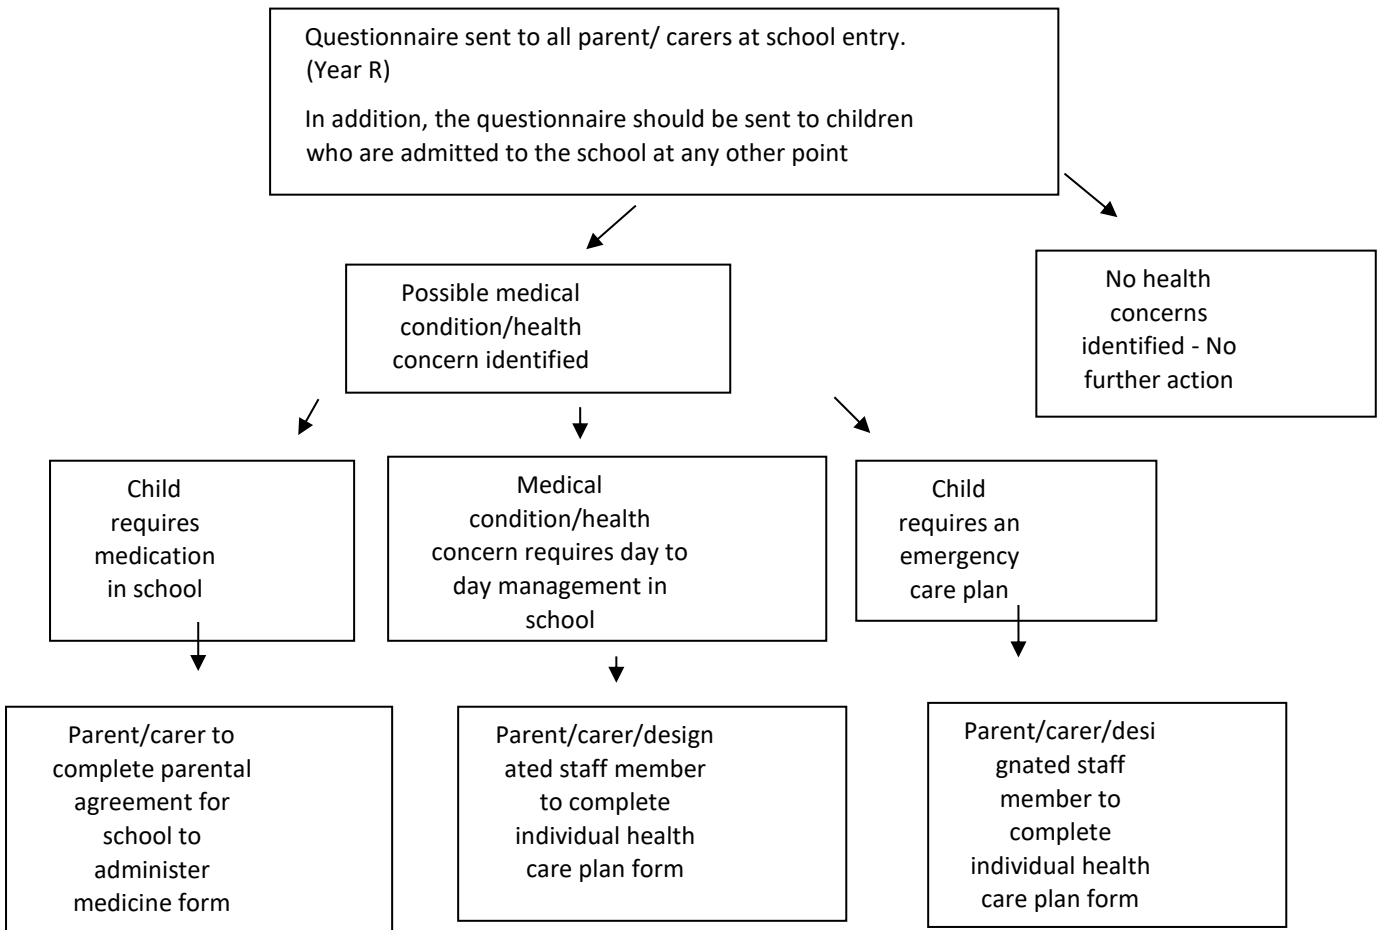 Questionnaire sent to all parent/ carers at school entry.
(Year R)
In addition, the questionnaire should be sent to children
who are admitted to the school at any other point
Possible medical
condition/health
concern identified
No health
concerns
identified - No
further action
Child
requires
medication
in school
Medical
condition/health
concern requires day to
day management in
school
Child
requires an
emergency
care plan
Parent/carer to
complete parental
agreement for
school to
administer
medicine form
Parent/carer/design
ated staff member
to complete
individual health
care plan form
Parent/carer/desi
gnated staff
member to
complete
individual health
care plan form